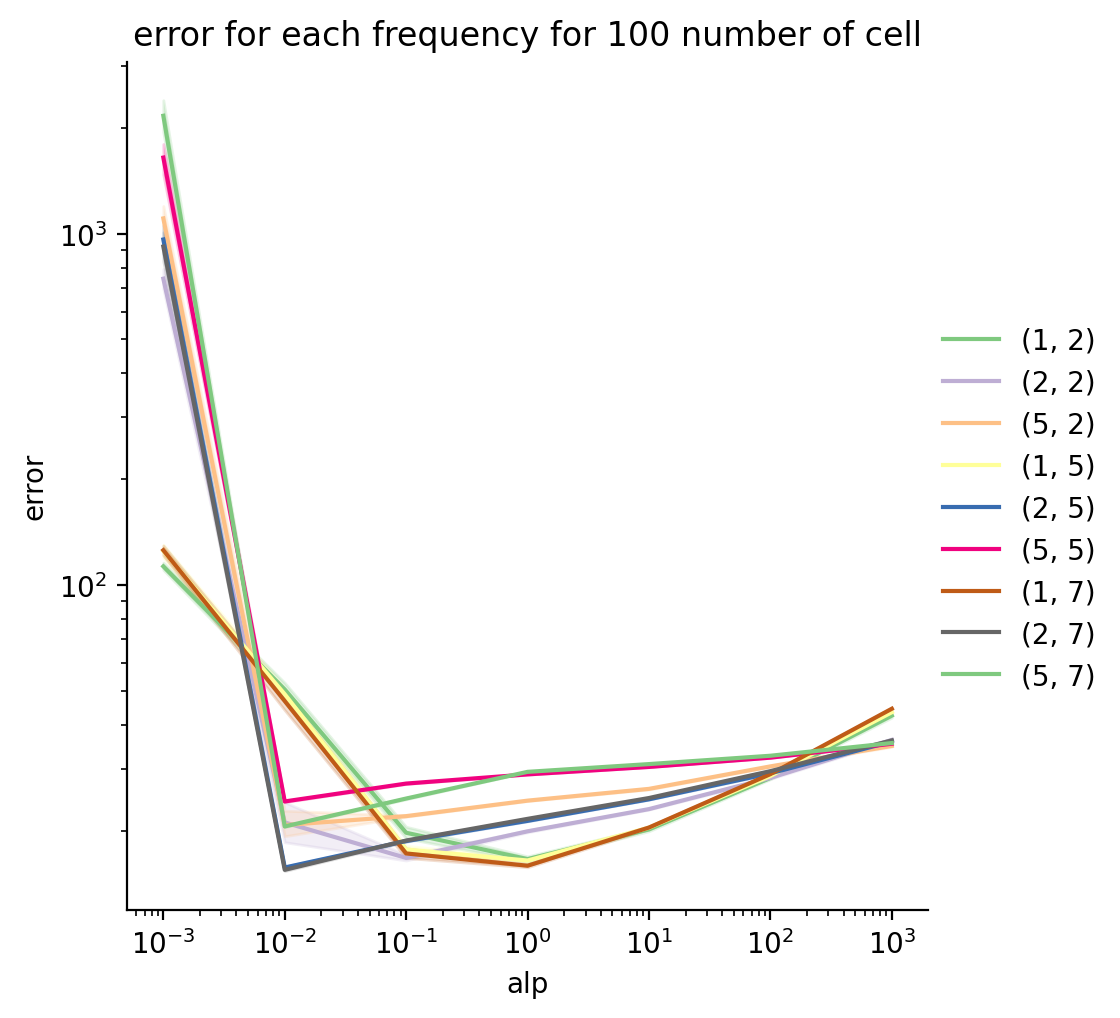 error for each frequency for 100 number of cell
error
10³
10²
10⁻³ 10⁻² 10⁻¹ 10⁰ 10¹ 10² 10³
alp
(1, 2)
(2, 2)
(5, 2)
(1, 5)
(2, 5)
(5, 5)
(1, 7)
(2, 7)
(5, 7)